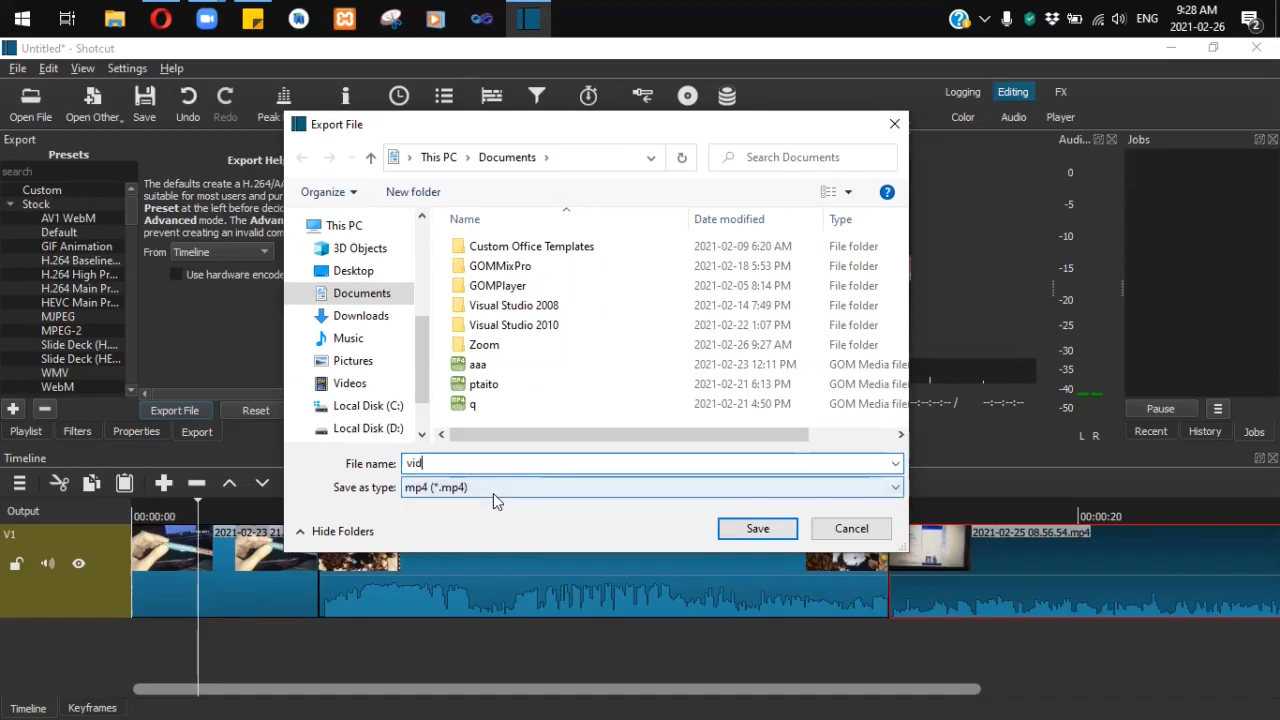 9:28 AM
ENG
2021-02-26
2
Untitled* - Shotcut
File Edit View Settings Help
Open File
Open Other..
Save
Undo
Redo
Peak
Logging Editing FX
Color Audio Player
Export
Presets
search
Custom
Stock
AV1 WebM
Default
GIF Animation
H.264 Baseline...
H.264 High Pr...
H.264 Main Pr...
HEVC Main Pr...
MJPEG
MPEG-2
Slide Deck (H....
Slide Deck (HE...
WMV
WebM
Export Help
The defaults create a H.264/AA
suitable for most users and pur
Preset at the left before decid
Advanced mode. The Advan
prevent creating an invalid com
From Timeline
Use hardware encode
Export File Reset
Playlist Filters Properties Export
Export File
This PC > Documents >
Search Documents
Organize New folder
This PC
3D Objects
Desktop
Documents
Downloads
Music
Pictures
Videos
Local Disk (C:)
Local Disk (D:)
Name Date modified Type
Custom Office Templates 2021-02-09 6:20 AM File folder
GOMMixPro 2021-02-18 5:53 PM File folder
GOMPlayer 2021-02-05 8:14 PM File folder
Visual Studio 2008 2021-02-14 7:49 PM File folder
Visual Studio 2010 2021-02-22 1:07 PM File folder
Zoom 2021-02-26 9:27 AM File folder
aaa 2021-02-23 12:11 PM GOM Media file
ptaito 2021-02-21 6:13 PM GOM Media file
q 2021-02-21 4:50 PM GOM Media file
File name: vid
Save as type: mp4 (*.mp4)
Hide Folders
Save Cancel
Audi...
0
-5
-10
-15
-20
-30
-35
-40
-50
L R
--:--:--:-- / --:--:--:--
Jobs
Pause
Recent History Jobs
Timeline
Output
00:00:00
00:00:20
V1
2021-02-23 21.
2021-02-25 08.56.54.mp4
Timeline Keyframes